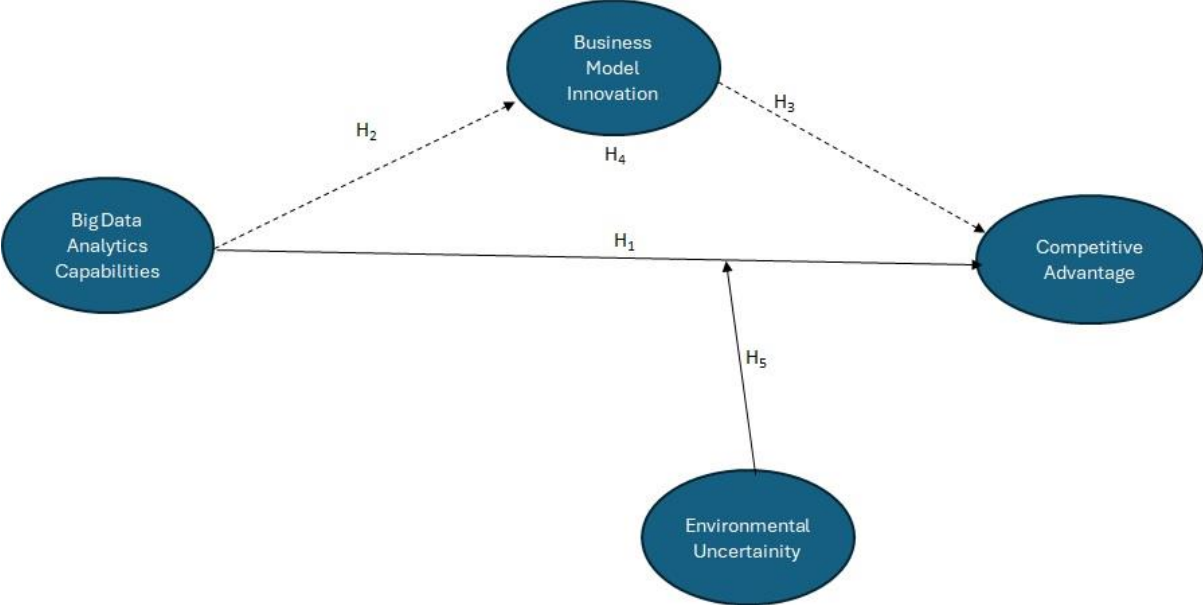 Business
Model
Innovation
H₃
H₂
H₄
Big Data
Analytics
Capabilities
H₁
Competitive
Advantage
H₅
Environmental
Uncertainity